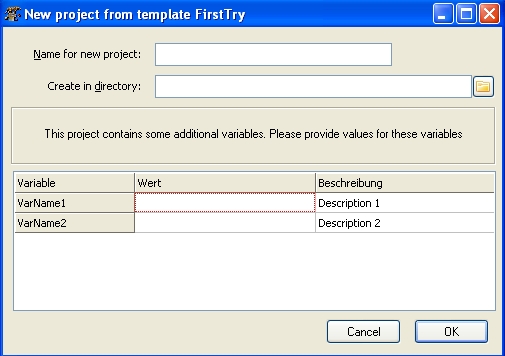 New project from template FirstTry
Name for new project:
Create in directory:
This project contains some additional variables. Please provide values for these variables
Variable Wert Beschreibung
VarName1 Description 1
VarName2 Description 2
Cancel OK